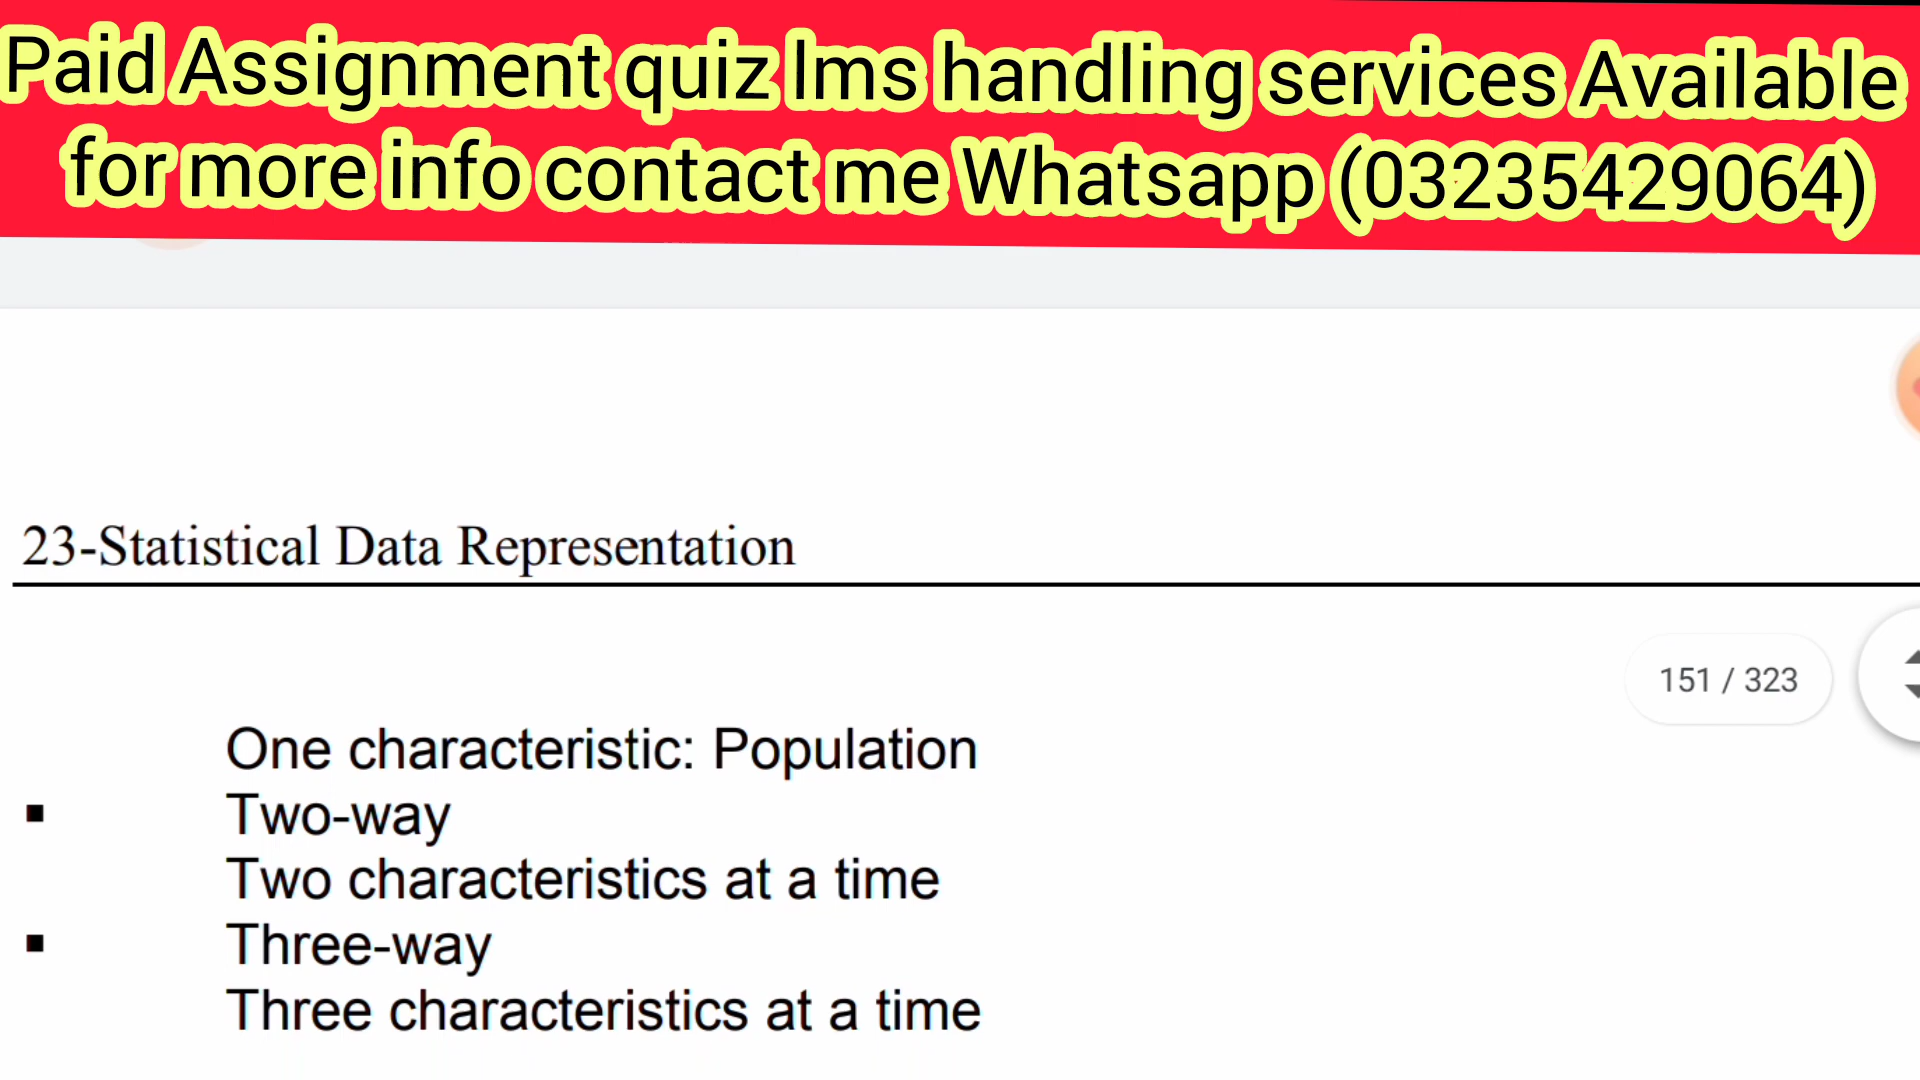 Paid Assignment quiz lms handling services Available
for more info contact me Whatsapp (03235429064)
23-Statistical Data Representation
151 / 323
One characteristic: Population
▪ Two-way
Two characteristics at a time
▪ Three-way
Three characteristics at a time